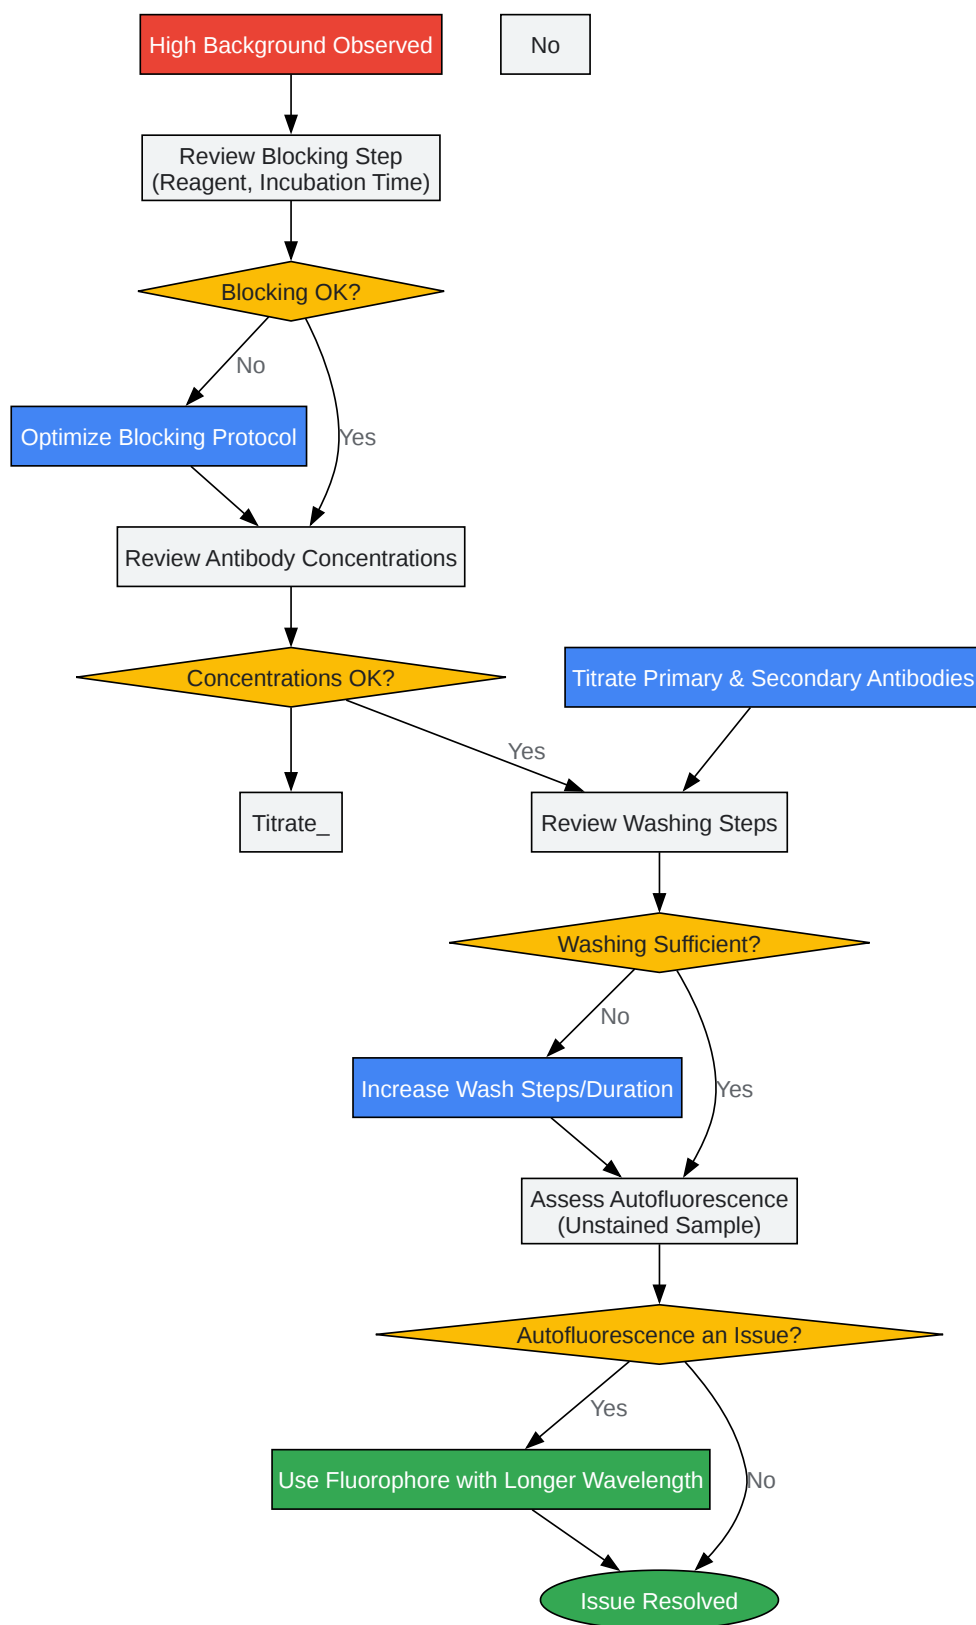 High Background Observed
No
Review Blocking Step
(Reagent, Incubation Time)
Blocking OK?
No
Optimize Blocking Protocol
Yes
Review Antibody Concentrations
Concentrations OK?
Titrate Primary & Secondary Antibodies
Yes
Titrate_
Review Washing Steps
Washing Sufficient?
No
Increase Wash Steps/Duration
Yes
Assess Autofluorescence
(Unstained Sample)
Autofluorescence an Issue?
Yes
Use Fluorophore with Longer Wavelength
No
Issue Resolved